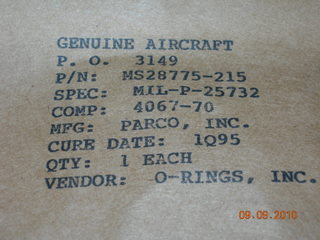 GENUINE AIRCRAFT
P. O. 3149
P/N: MS28775-215
SPEC: MIL-P-25732
COMP: 4067-70
MFG: PARCO, INC.
CURE DATE: 1Q95
QTY: 1 EACH
VENDOR: O-RINGS, INC.
09.09.2010